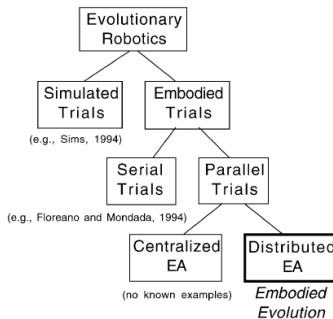 Evolutionary
Robotics
Simulated
Trials
Embodied
Trials
(e.g., Sims, 1994)
Serial
Trials
Parallel
Trials
(e.g., Floreano and Mondada, 1994)
Centralized
EA
Distributed
EA
(no known examples)
Embodied
Evolution